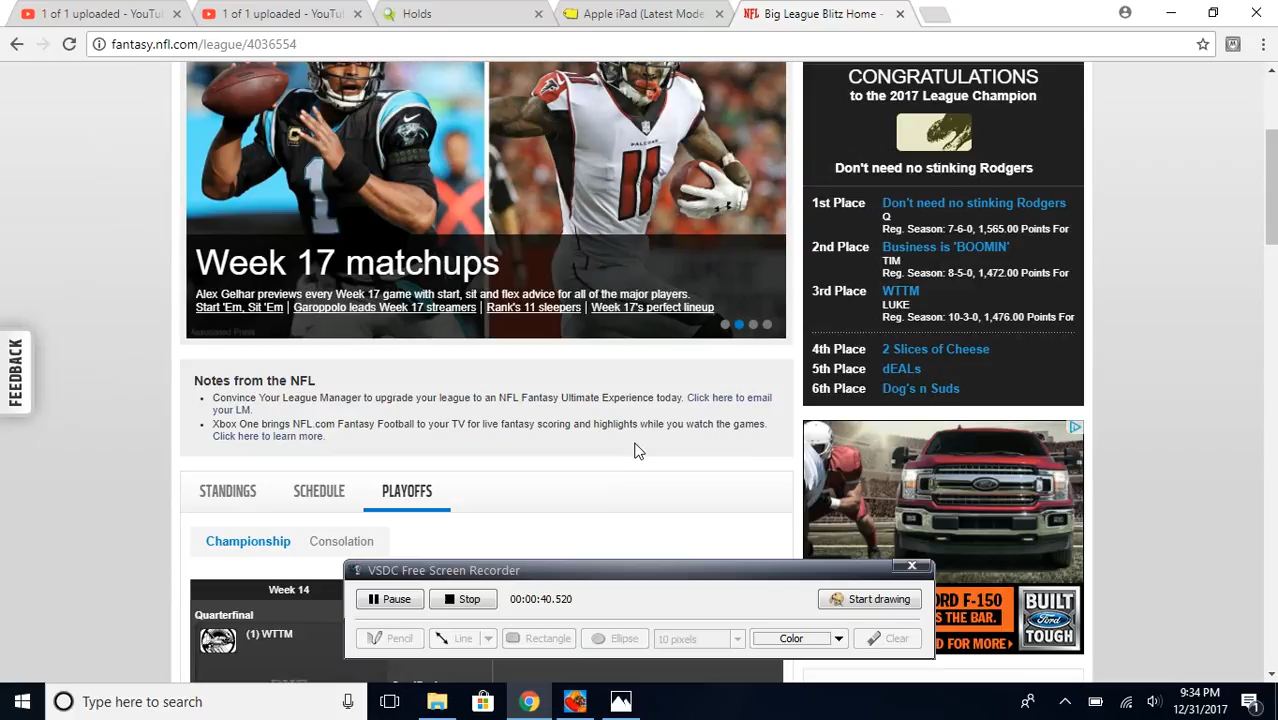 1 of 1 uploaded - YouTu
1 of 1 uploaded - YouTu
Holds
Apple iPad (Latest Mode
NFL Big League Blitz Home -
fantasy.nfl.com/league/4036554
CONGRATULATIONS
to the 2017 League Champion
Don't need no stinking Rodgers
1st Place Don't need no stinking Rodgers
Q
Reg. Season: 7-6-0, 1,565.00 Points For
2nd Place Business is 'BOOMIN'
TIM
Reg. Season: 8-5-0, 1,472.00 Points For
3rd Place WTTM
LUKE
Reg. Season: 10-3-0, 1,476.00 Points For
4th Place 2 Slices of Cheese
5th Place dEALs
6th Place Dog's n Suds
1
11
FALCONS
Week 17 matchups
Alex Gelhar previews every Week 17 game with start, sit and flex advice for all of the major players.
Start 'Em, Sit 'Em | Garoppolo leads Week 17 streamers | Rank's 11 sleepers | Week 17's perfect lineup
Associated Press
FEEDBACK
Notes from the NFL
Convince Your League Manager to upgrade your league to an NFL Fantasy Ultimate Experience today. Click here to email
your LM.
Xbox One brings NFL.com Fantasy Football to your TV for live fantasy scoring and highlights while you watch the games.
Click here to learn more.
STANDINGS SCHEDULE PLAYOFFS
Championship Consolation
Week 14
Quarterfinal
(1) WTTM
VSDC Free Screen Recorder
Pause Stop 00:00:40.520 Start drawing
Pencil Line Rectangle Ellipse 10 pixels Color Clear
ORD F-150
S THE BAR.
D FOR MORE
BUILT
Ford
TOUGH
Type here to search
9:34 PM
12/31/2017
1